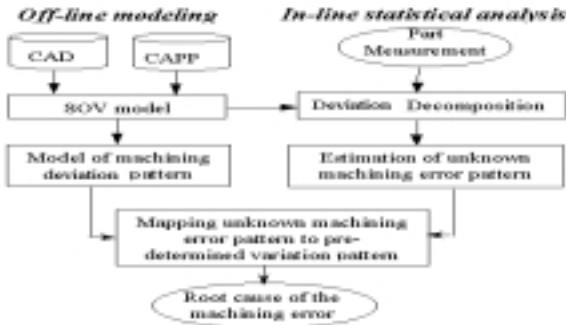 Off-line modeling
In-line statistical analysis
CAD
CAPP
Part
Measurement
SOV model
Deviation Decomposition
Model of machining
deviation pattern
Estimation of unknown
machining error pattern
Mapping unknown machining
error pattern to pre-
determined variation pattern
Root cause of the
machining error